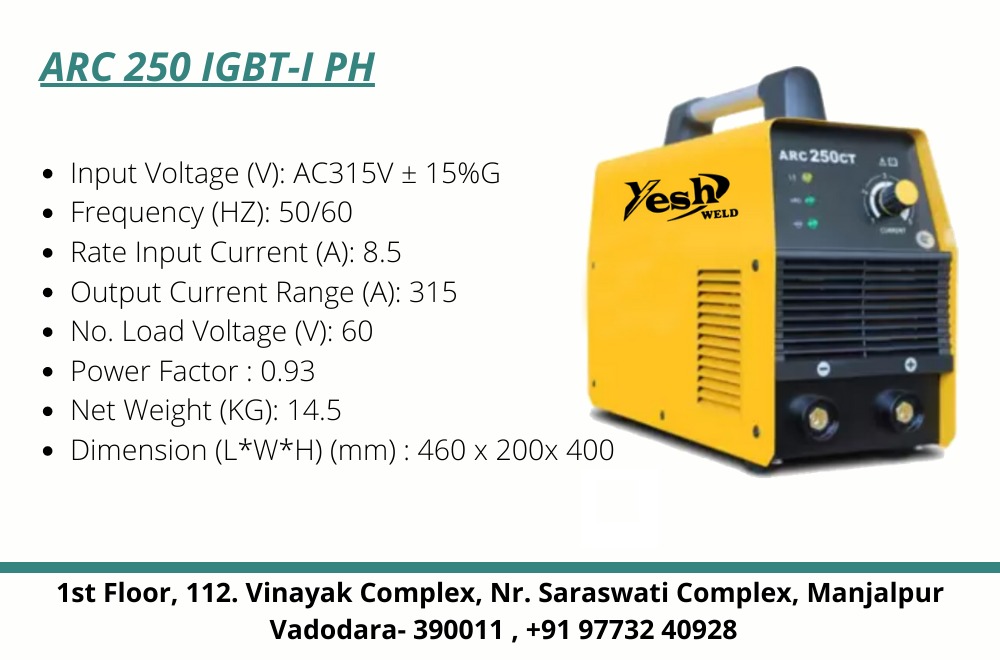 ARC 250 IGBT-I PH
Input Voltage (V): AC315V ± 15%G
Frequency (HZ): 50/60
Rate Input Current (A): 8.5
Output Current Range (A): 315
No. Load Voltage (V): 60
Power Factor : 0.93
Net Weight (KG): 14.5
Dimension (L*W*H) (mm) : 460 x 200x 400
ARC 250CT
Yesh
WELD
CURRENT
1st Floor, 112. Vinayak Complex, Nr. Saraswati Complex, Manjalpur
Vadodara- 390011 , +91 97732 40928